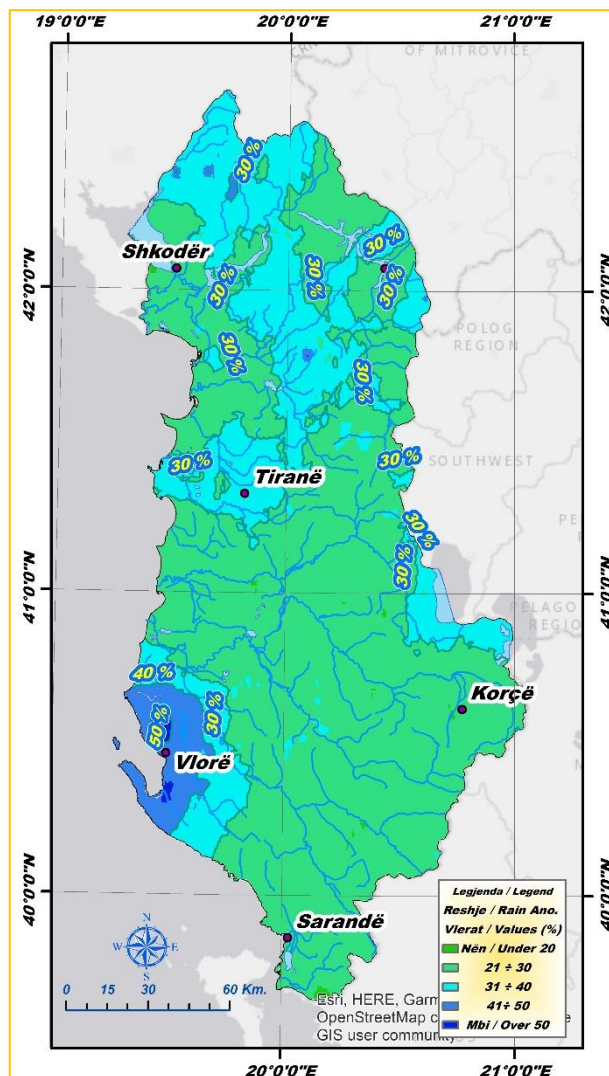 19°0'0"E
20°0'0"E
21°0'0"E
OF MITROVICE
30 %
Shkodër
30 %
30 %
30 %
30 %
42°0'0"N
42°0'0"N
POLOG
REGION
30 %
30 %
30 %
30 %
SOUTHWEST
Tiranë
30 %
30 %
41°0'0"N
41°0'0"N
PELAGO
REGION
40 %
30 %
Korçë
50 %
Vlorë
40°0'0"N
40°0'0"N
Sarandë
Legjenda / Legend
Reshje / Rain Ano.
Vlerat / Values (%)
Nën / Under 20
21 ÷ 30
31 ÷ 40
41÷ 50
Mbi / Over 50
N
W E
S
0 15 30 60 Km.
Esri, HERE, Garm
OpenStreetMap c
GIS user community
20°0'0"E
21°0'0"E